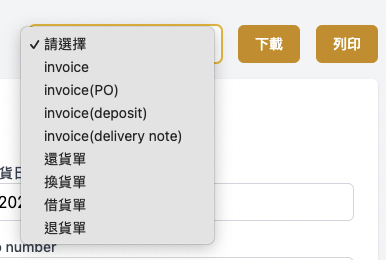 ✓ 請選擇
下載
列印
invoice
invoice(PO)
invoice(deposit)
invoice(delivery note)
還貨單
貨日
換貨單
202
借貨單
退貨單
number